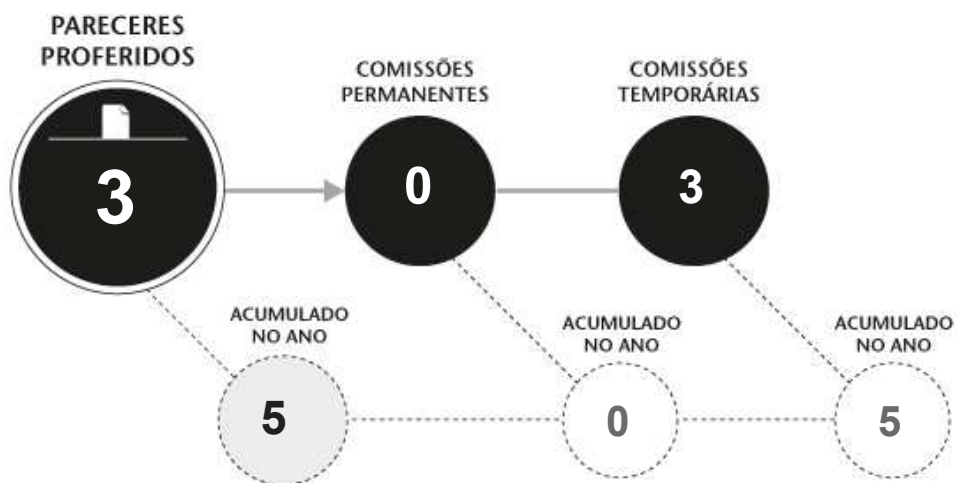 PARECERES
PROFERIDOS
3
COMISSÕES
PERMANENTES
0
COMISSÕES
TEMPORÁRIAS
3
ACUMULADO
NO ANO
5
ACUMULADO
NO ANO
0
ACUMULADO
NO ANO
5